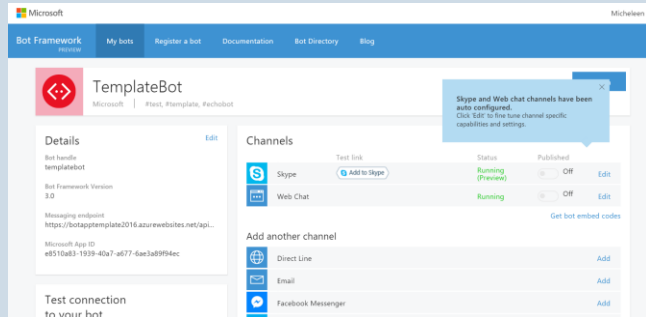 Microsoft
Micheleen
Bot Framework
PREVIEW
My bots
Register a bot
Documentation
Bot Directory
Blog
TemplateBot
Microsoft | #test, #template, #echobot
Skype and Web chat channels have been
auto configured.
Click 'Edit' to fine tune channel specific
capabilities and settings.
Details
Edit
Bot handle
templatebot
Bot Framework Version
3.0
Messaging endpoint
https://botapptemplate2016.azurewebsites.net/api...
Microsoft App ID
e8510a83-1939-40a7-a677-6ae3a89f94ec
Test connection
to your bot
Channels
Test link
Status
Published
Skype
Add to Skype
Running
(Preview)
Off
Edit
Web Chat
Running
Off
Edit
Get bot embed codes
Add another channel
Direct Line
Add
Email
Add
Facebook Messenger
Add